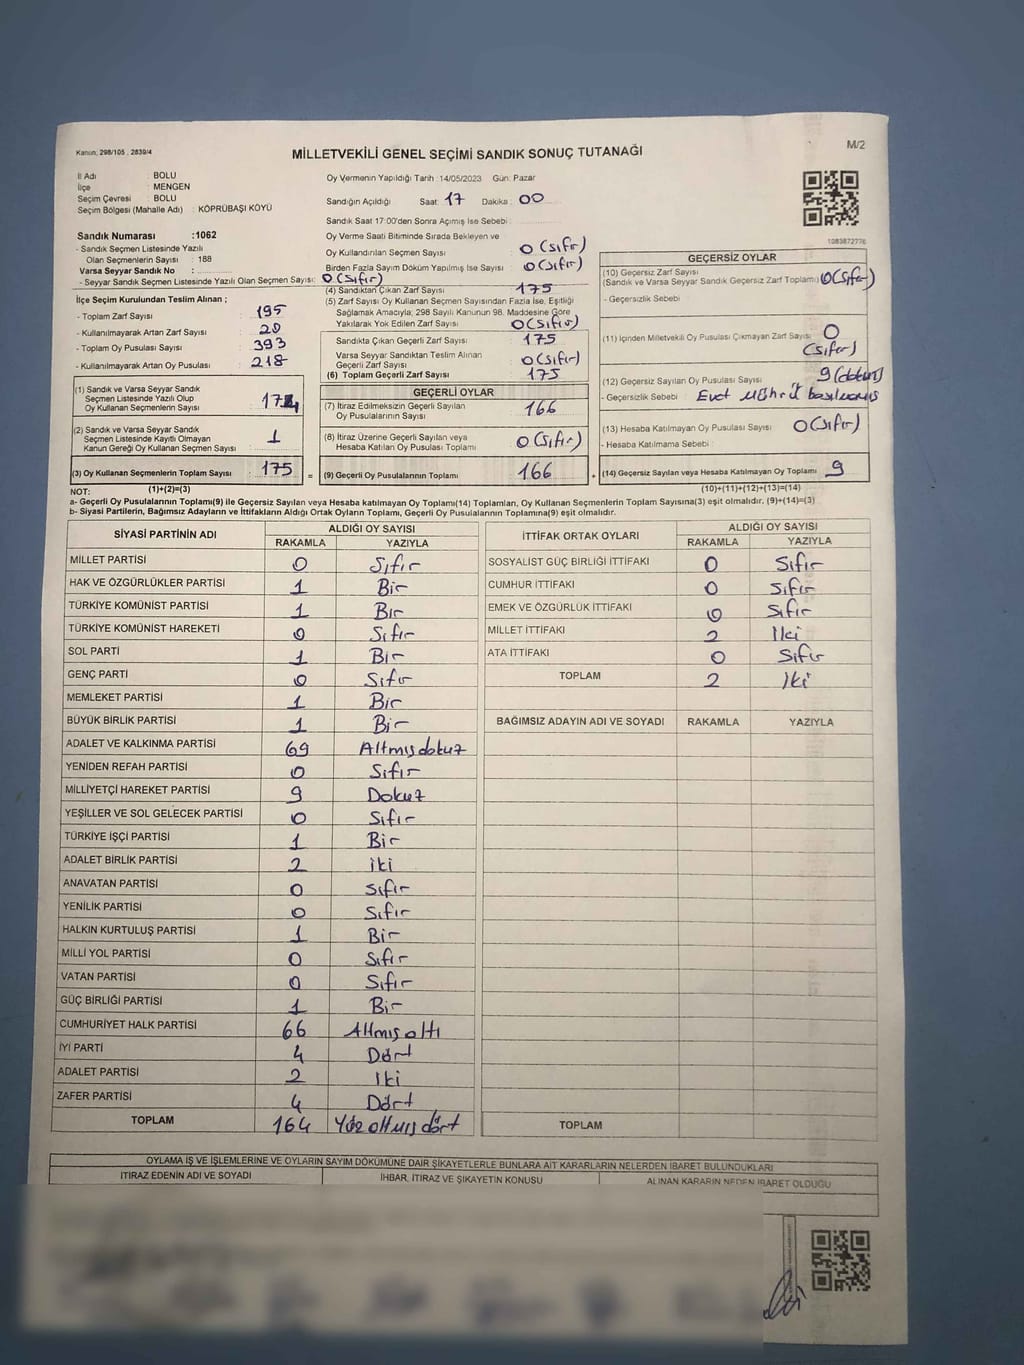 Kanun: 298/105 , 2839/4
M/2
MİLLETVEKİLİ GENEL SEÇİMİ SANDIK SONUÇ TUTANAĞI
İl Adı : BOLU
İlçe : MENGEN
Seçim Çevresi : BOLU
Seçim Bölgesi (Mahalle Adı) : KÖPRÜBAŞI KÖYÜ
Sandık Numarası :1062
- Sandık Seçmen Listesinde Yazılı
Olan Seçmenlerin Sayısı : 188
Varsa Seyyar Sandık No :
- Seyyar Sandık Seçmen Listesinde Yazılı Olan Seçmen Sayısı: 0 (Sıfır)
İlçe Seçim Kurulundan Teslim Alınan ;
- Toplam Zarf Sayısı : 195
- Kullanılmayarak Artan Zarf Sayısı : 20
- Toplam Oy Pusulası Sayısı : 393
- Kullanılmayarak Artan Oy Pusulası : 218
(1) Sandık ve Varsa Seyyar Sandık
Seçmen Listesinde Yazılı Olup
Oy Kullanan Seçmenlerin Sayısı : 174
(2) Sandık ve Varsa Seyyar Sandık
Seçmen Listesinde Kayıtlı Olmayan
Kanun Gereği Oy Kullanan Seçmen Sayısı : 1
(3) Oy Kullanan Seçmenlerin Toplam Sayısı : 175
Oy Vermenin Yapıldığı Tarih :14/05/2023 Gün: Pazar
Sandığın Açıldığı Saat: 17 Dakika: 00
Sandık Saat 17:00'den Sonra Açımış İse Sebebi :
Oy Verme Saati Bitiminde Sırada Bekleyen ve
Oy Kullandırılan Seçmen Sayısı : 0 (Sıfır)
Birden Fazla Sayım Döküm Yapılmış İse Sayısı : 0 (Sıfır)
(4) Sandıktan Çıkan Zarf Sayısı : 175
(5) Zarf Sayısı Oy Kullanan Seçmen Sayısından Fazla İse, Eşitliği
Sağlamak Amacıyla; 298 Sayılı Kanunun 98. Maddesine Göre
Yakılarak Yok Edilen Zarf Sayısı : 0 (Sıfır)
Sandıkta Çıkan Geçerli Zarf Sayısı : 175
Varsa Seyyar Sandıktan Teslim Alınan
Geçerli Zarf Sayısı : 0 (Sıfır)
(6) Toplam Geçerli Zarf Sayısı : 175
GEÇERLİ OYLAR
(7) İtiraz Edilmeksizin Geçerli Sayılan
Oy Pusulalarının Sayısı : 166
(8) İtiraz Üzerine Geçerli Sayılan veya
Hesaba Katılan Oy Pusulası Toplamı : 0 (Sıfır)
= (9) Geçerli Oy Pusulalarının Toplamı : 166
1083872776
GEÇERSİZ OYLAR
(10) Geçersiz Zarf Sayısı
(Sandık ve Varsa Seyyar Sandık Geçersiz Zarf Toplamı) 0 (Sıfır)
- Geçersizlik Sebebi :
(11) İçinden Milletvekili Oy Pusulası Çıkmayan Zarf Sayısı : 0
(Sıfır)
(12) Geçersiz Sayılan Oy Pusulası Sayısı : 9 (dokuz)
- Geçersizlik Sebebi : Evet Mührü basılmamış
(13) Hesaba Katılmayan Oy Pusulası Sayısı : 0 (Sıfır)
- Hesaba Katılmama Sebebi :
+ (14) Geçersiz Sayılan veya Hesaba Katılmayan Oy Toplamı : 9
NOT: (1)+(2)=(3)
(10)+(11)+(12)+(13)=(14)
a- Geçerli Oy Pusulalarının Toplamı(9) ile Geçersiz Sayılan veya Hesaba katılmayan Oy Toplamı(14) Toplamları, Oy Kullanan Seçmenlerin Toplam Sayısına(3) eşit olmalıdır. (9)+(14)=(3)
b- Siyasi Partilerin, Bağımsız Adayların ve İttifakların Aldığı Ortak Oyların Toplamı, Geçerli Oy Pusulalarının Toplamına(9) eşit olmalıdır.
SİYASİ PARTİNİN ADI ALDIĞI OY SAYISI
RAKAMLA YAZIYLA
MİLLET PARTİSİ 0 Sıfır
HAK VE ÖZGÜRLÜKLER PARTİSİ 1 Bir
TÜRKİYE KOMÜNİST PARTİSİ 1 Bir
TÜRKİYE KOMÜNİST HAREKETİ 0 Sıfır
SOL PARTİ 1 Bir
GENÇ PARTİ 0 Sıfır
MEMLEKET PARTİSİ 1 Bir
BÜYÜK BİRLİK PARTİSİ 1 Bir
ADALET VE KALKINMA PARTİSİ 69 Altmışdokuz
YENİDEN REFAH PARTİSİ 0 Sıfır
MİLLİYETÇİ HAREKET PARTİSİ 9 Dokuz
YEŞİLLER VE SOL GELECEK PARTİSİ 0 Sıfır
TÜRKİYE İŞÇİ PARTİSİ 1 Bir
ADALET BİRLİK PARTİSİ 2 iki
ANAVATAN PARTİSİ 0 Sıfır
YENİLİK PARTİSİ 0 Sıfır
HALKIN KURTULUŞ PARTİSİ 1 Bir
MİLLİ YOL PARTİSİ 0 Sıfır
VATAN PARTİSİ 0 Sıfır
GÜÇ BİRLİĞİ PARTİSİ 1 Bir
CUMHURİYET HALK PARTİSİ 66 Altmışaltı
İYİ PARTİ 4 Dört
ADALET PARTİSİ 2 İki
ZAFER PARTİSİ 4 Dört
TOPLAM 164 Yüzaltmışdört
İTTİFAK ORTAK OYLARI ALDIĞI OY SAYISI
RAKAMLA YAZIYLA
SOSYALİST GÜÇ BİRLİĞİ İTTİFAKI 0 Sıfır
CUMHUR İTTİFAKI 0 Sıfır
EMEK VE ÖZGÜRLÜK İTTİFAKI 0 Sıfır
MİLLET İTTİFAKI 2 İki
ATA İTTİFAKI 0 Sıfır
TOPLAM 2 İki
BAĞIMSIZ ADAYIN ADI VE SOYADI RAKAMLA YAZIYLA
TOPLAM
OYLAMA İŞ VE İŞLEMLERİNE VE OYLARIN SAYIM DÖKÜMÜNE DAİR ŞİKAYETLERLE BUNLARA AİT KARARLARIN NELERDEN İBARET BULUNDUKLARI
İTİRAZ EDENİN ADI VE SOYADI İHBAR, İTİRAZ VE ŞİKAYETİN KONUSU ALINAN KARARIN NEDEN İBARET OLDUĞU